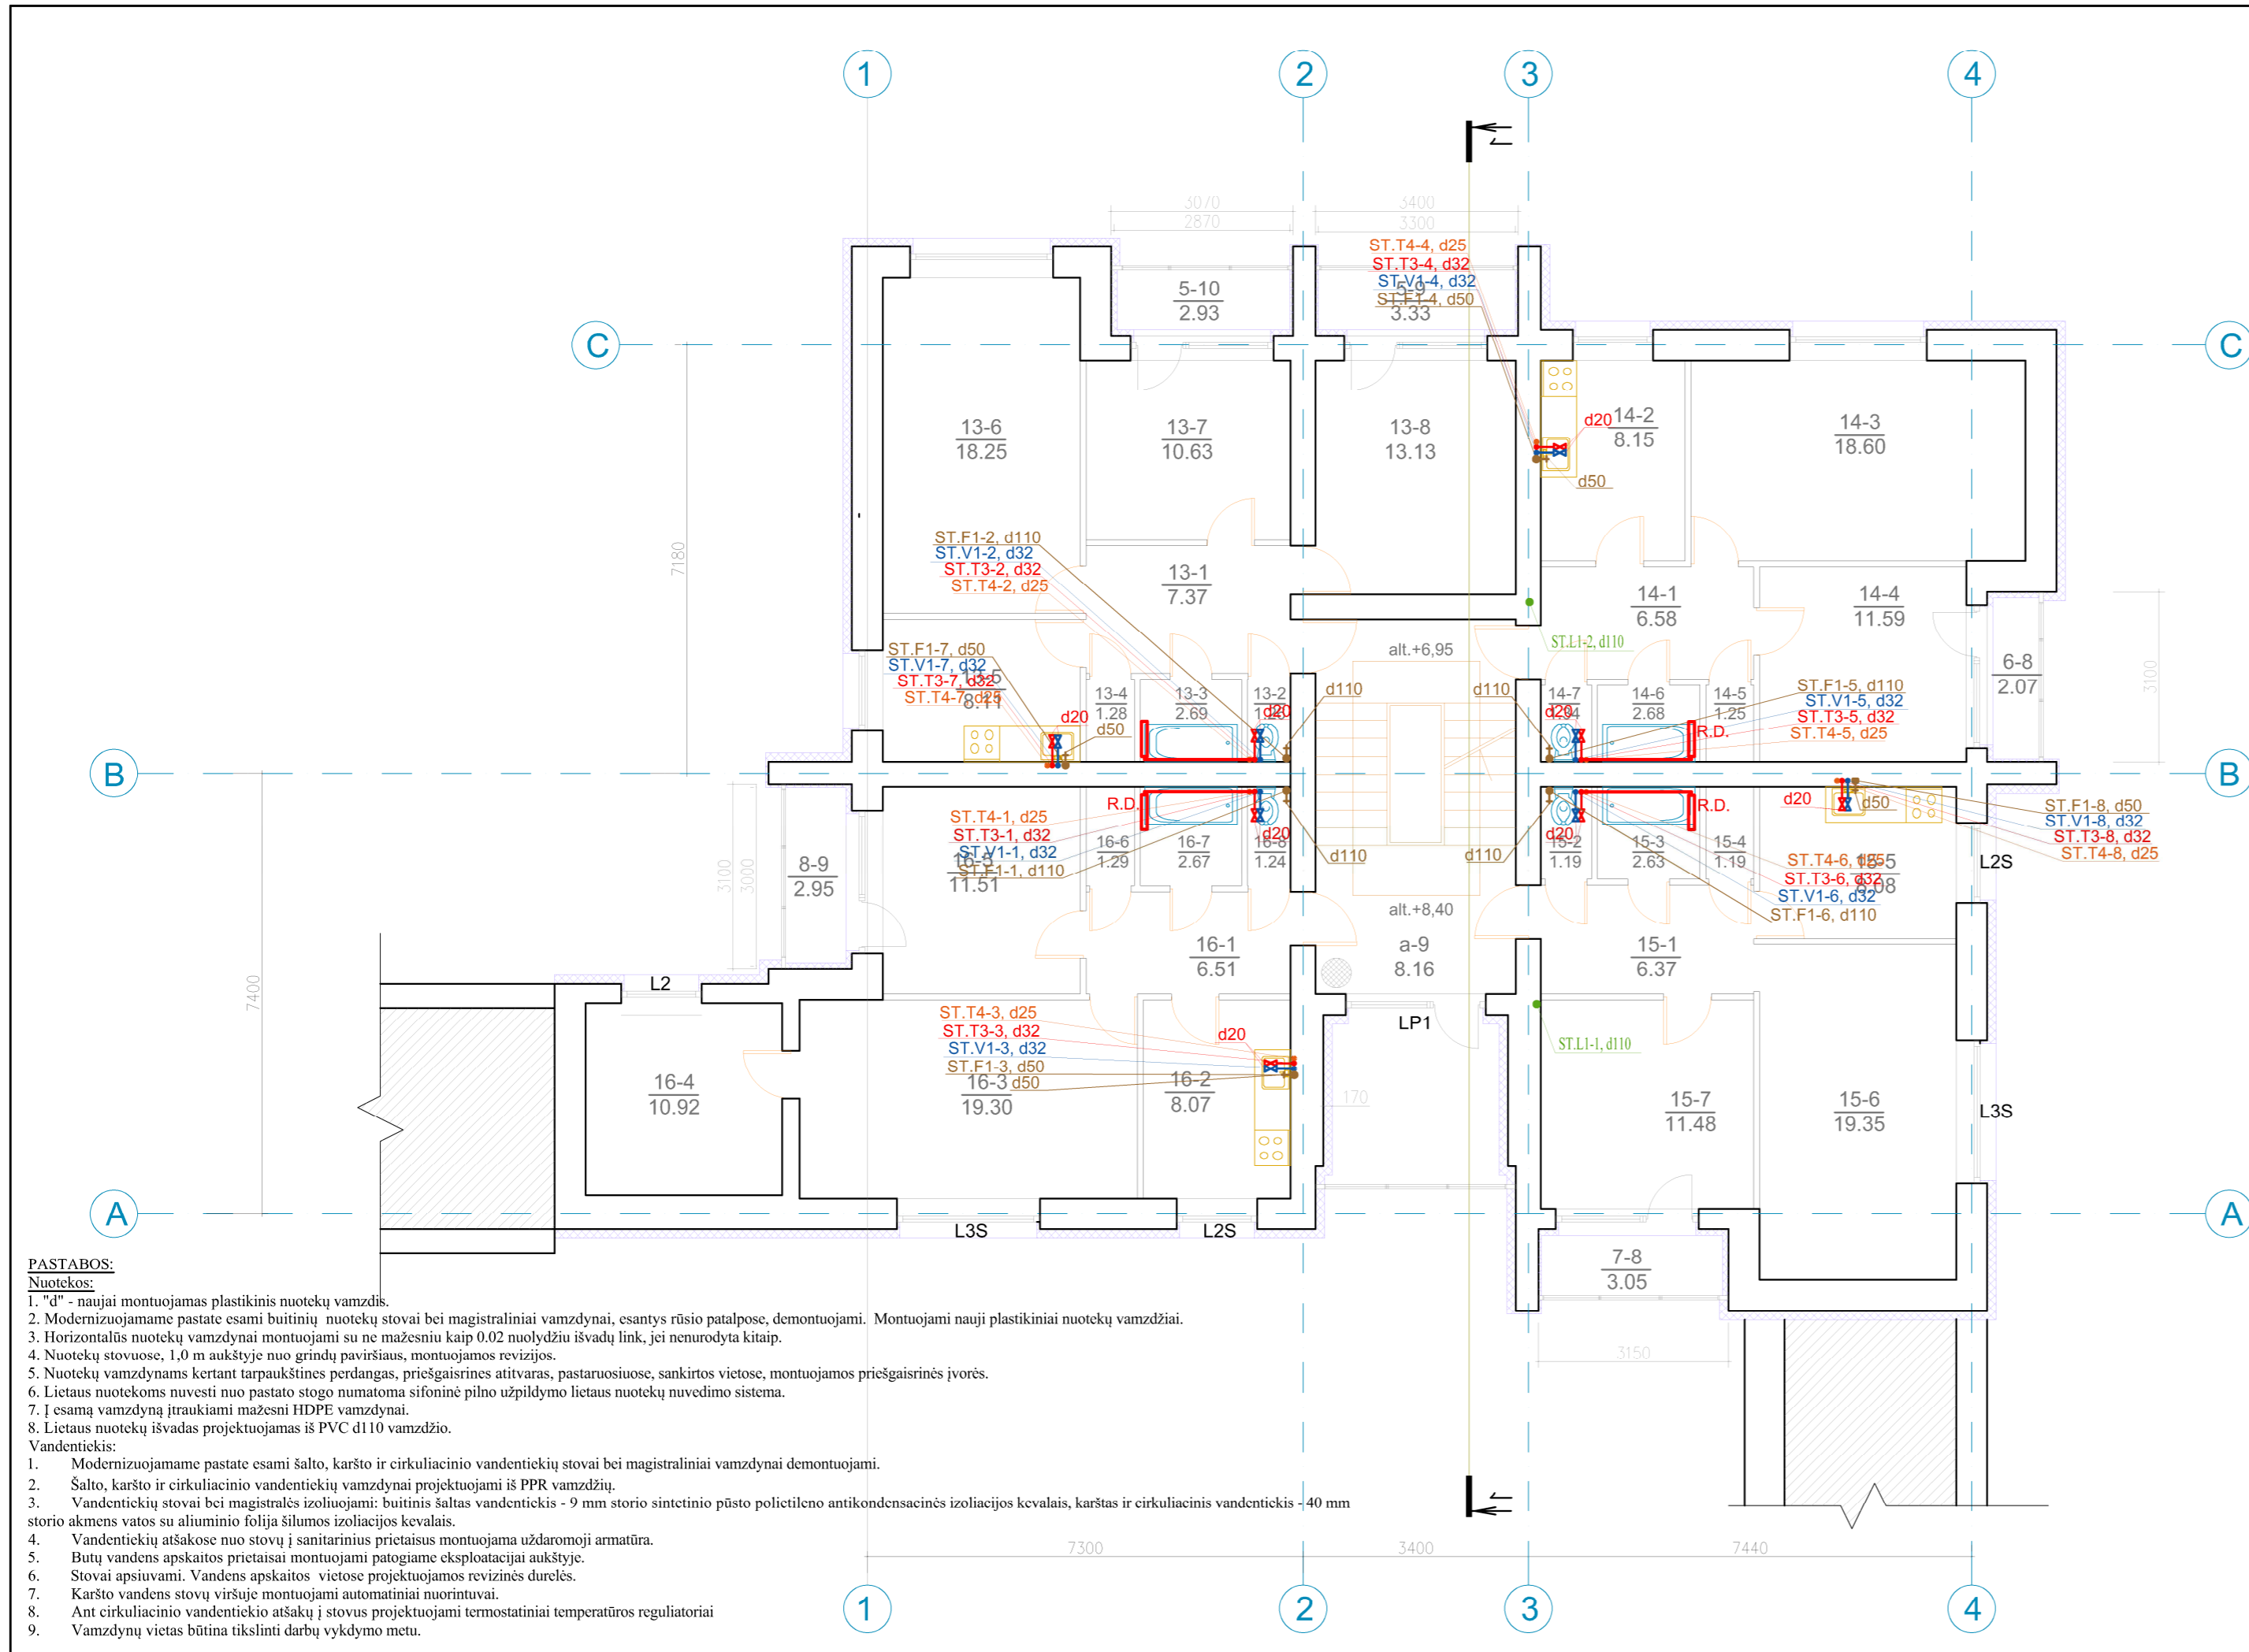 1
2
3
4
3070
3400
2870
3300
ST.T4-4, d25
ST.T3-4, d32
ST.V1-4, d32
ST.F1-4, d50
5-10
2.93
5-9
3.33
C
C
7180
13-6
18.25
13-7
10.63
13-8
13.13
d20
14-2
8.15
14-3
18.60
d50
ST.F1-2, d110
ST.V1-2, d32
ST.T3-2, d32
ST.T4-2, d25
13-1
7.37
14-1
6.58
14-4
11.59
ST.L1-2, d110
alt.+6,95
6-8
2.07
3100
ST.F1-7, d50
ST.V1-7, d32
ST.T3-7, d32
ST.T4-7, d25
13-5
8.11
13-4
1.28
13-3
2.69
13-2
d20
d110
d110
14-7
d20
14-6
2.68
14-5
1.25
ST.F1-5, d110
ST.V1-5, d32
ST.T3-5, d32
ST.T4-5, d25
R.D.
d20
d50
B
B
R.D.
R.D.
d20
d50
ST.F1-8, d50
ST.V1-8, d32
ST.T3-8, d32
ST.T4-8, d25
ST.T4-1, d25
ST.T3-1, d32
ST.V1-1, d32
ST.F1-1, d110
16-5
11.51
16-6
1.29
16-7
2.67
16-8
1.24
d20
d110
d110
d20
15-2
1.19
15-3
2.63
15-4
1.19
ST.T4-6, d25
ST.T3-6, d32
ST.V1-6, d32
ST.F1-6, d110
15-5
8.08
L2S
3100
3000
8-9
2.95
alt.+8,40
a-9
8.16
16-1
6.51
15-1
6.37
7400
L2
LP1
ST.T4-3, d25
ST.T3-3, d32
ST.V1-3, d32
ST.F1-3, d50
d50
d20
ST.L1-1, d110
16-4
10.92
16-3
19.30
16-2
8.07
170
15-7
11.48
15-6
19.35
L3S
A
A
L3S
L2S
7-8
3.05
3150
PASTABOS:
Nuotekos:
1. "d" - naujai montuojamas plastikinis nuotekų vamzdis.
2. Modernizuojamame pastate esami buitinių nuotekų stovai bei magistraliniai vamzdynai, esantys rūsio patalpose, demontuojami. Montuojami nauji plastikiniai nuotekų vamzdžiai.
3. Horizontalūs nuotekų vamzdynai montuojami su ne mažesniu kaip 0.02 nuolydžiu išvadų link, jei nenurodyta kitaip.
4. Nuotekų stovuose, 1,0 m aukštyje nuo grindų paviršiaus, montuojamos revizijos.
5. Nuotekų vamzdynams kertant tarpaukštines perdangas, priešgaisrines atitvaras, pastaruosiuose, sankirtos vietose, montuojamos priešgaisrinės įvorės.
6. Lietaus nuotekoms nuvesti nuo pastato stogo numatoma sifoninė pilno užpildymo lietaus nuotekų nuvedimo sistema.
7. Į esamą vamzdyną įtraukiami mažesni HDPE vamzdynai.
8. Lietaus nuotekų išvadas projektuojamas iš PVC d110 vamzdžio.
Vandentiekis:
1. Modernizuojamame pastate esami šalto, karšto ir cirkuliacinio vandentiekių stovai bei magistraliniai vamzdynai demontuojami.
2. Šalto, karšto ir cirkuliacinio vandentiekių vamzdynai projektuojami iš PPR vamzdžių.
3. Vandentiekių stovai bei magistralės izoliuojami: buitinis šaltas vandentiekis - 9 mm storio sintetinio pūsto polietileno antikondensacinės izoliacijos kevalais, karštas ir cirkuliacinis vandentiekis - 40 mm
storio akmens vatos su aliuminio folija šilumos izoliacijos kevalais.
4. Vandentiekių atšakose nuo stovų į sanitarinius prietaisus montuojama uždaromoji armatūra.
5. Butų vandens apskaitos prietaisai montuojami patogiame eksploatacijai aukštyje.
6. Stovai apsiuvami. Vandens apskaitos vietose projektuojamos revizinės durelės.
7. Karšto vandens stovų viršuje montuojami automatiniai nuorintuvai.
8. Ant cirkuliacinio vandentiekio atšakų į stovus projektuojami termostatiniai temperatūros reguliatoriai
9. Vamzdynų vietas būtina tikslinti darbų vykdymo metu.
7300
3400
7440
1
2
3
4